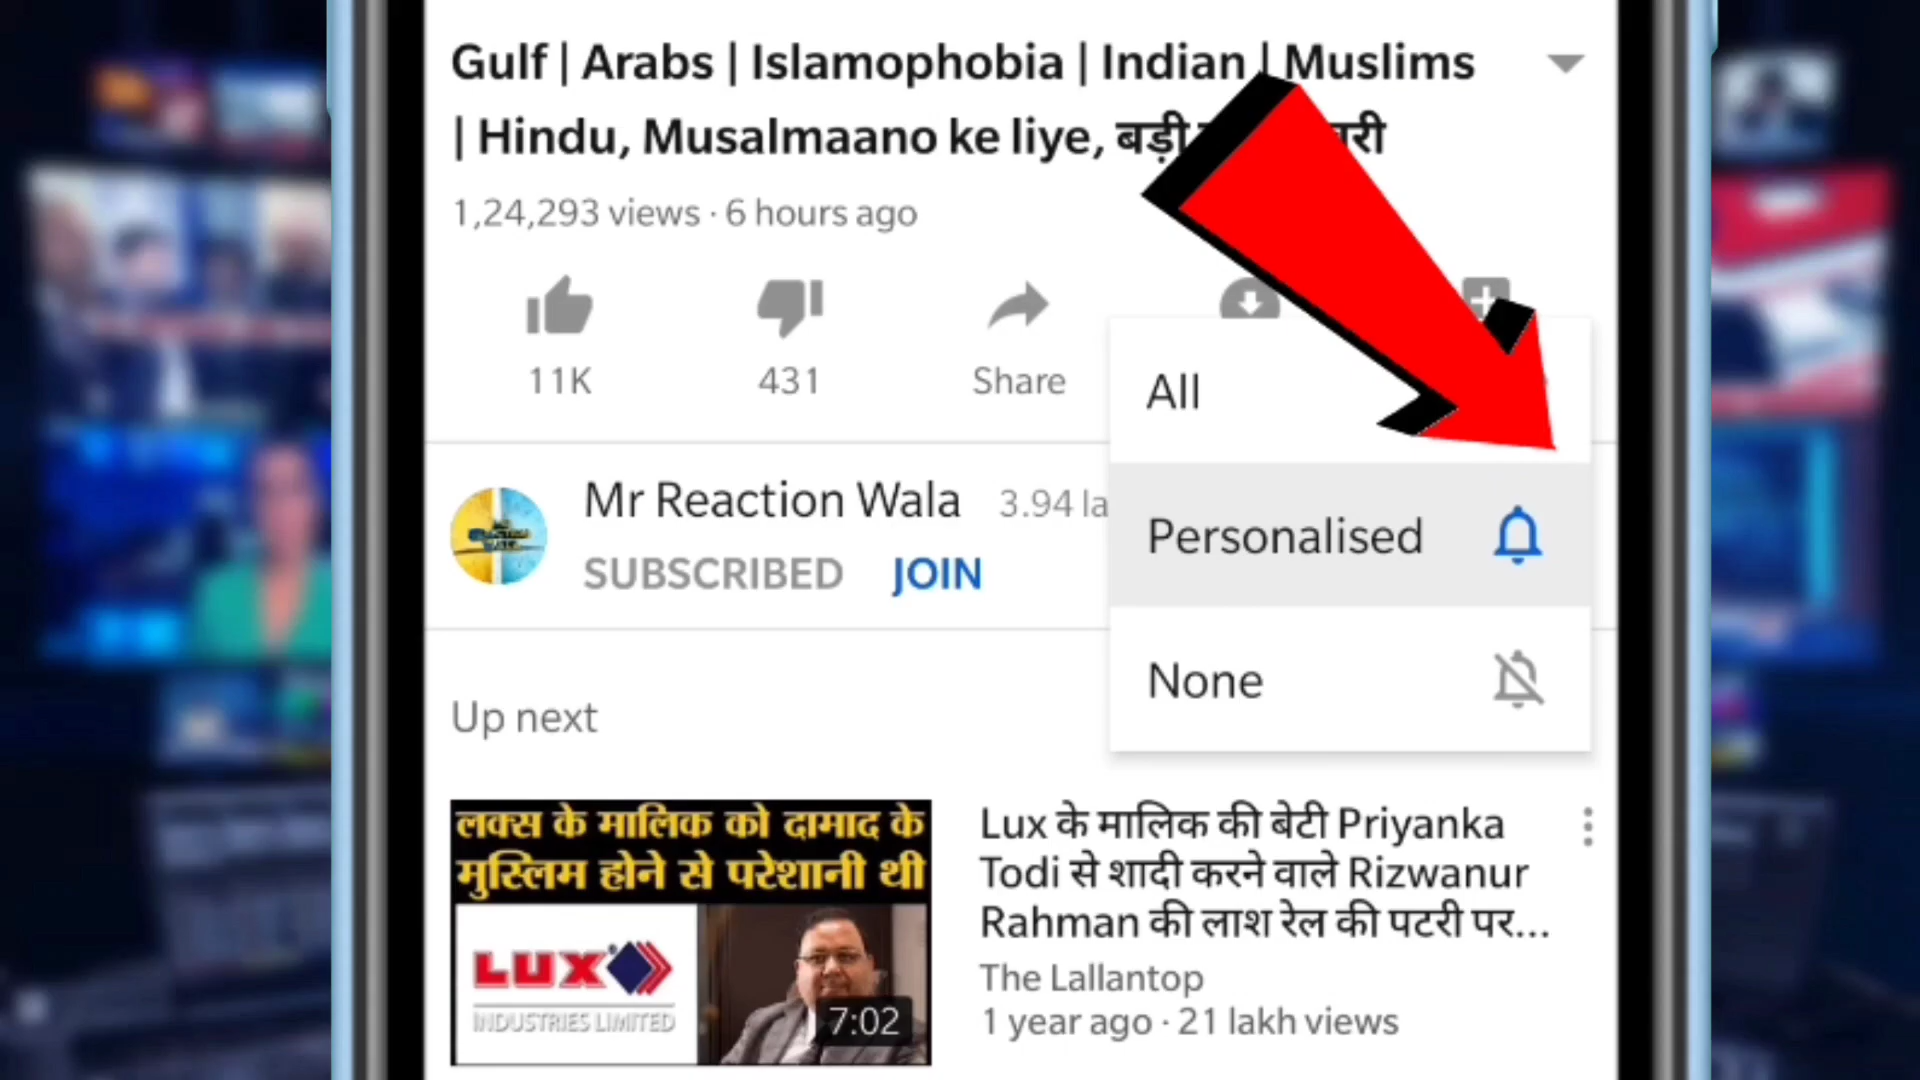 Gulf | Arabs | Islamophobia | Indian | Muslims
| Hindu, Musalmaano ke liye, बड़ी
1,24,293 views · 6 hours ago
11K
431
Share
All
Mr Reaction Wala 3.94
SUBSCRIBED JOIN
Personalised
None
Up next
लक्स के मालिक को दामाद के
मुस्लिम होने से परेशानी थी
LUX
INDUSTRIES LIMITED
7:02
Lux के मालिक की बेटी Priyanka
Todi से शादी करने वाले Rizwanur
Rahman की लाश रेल की पटरी पर...
The Lallantop
1 year ago · 21 lakh views